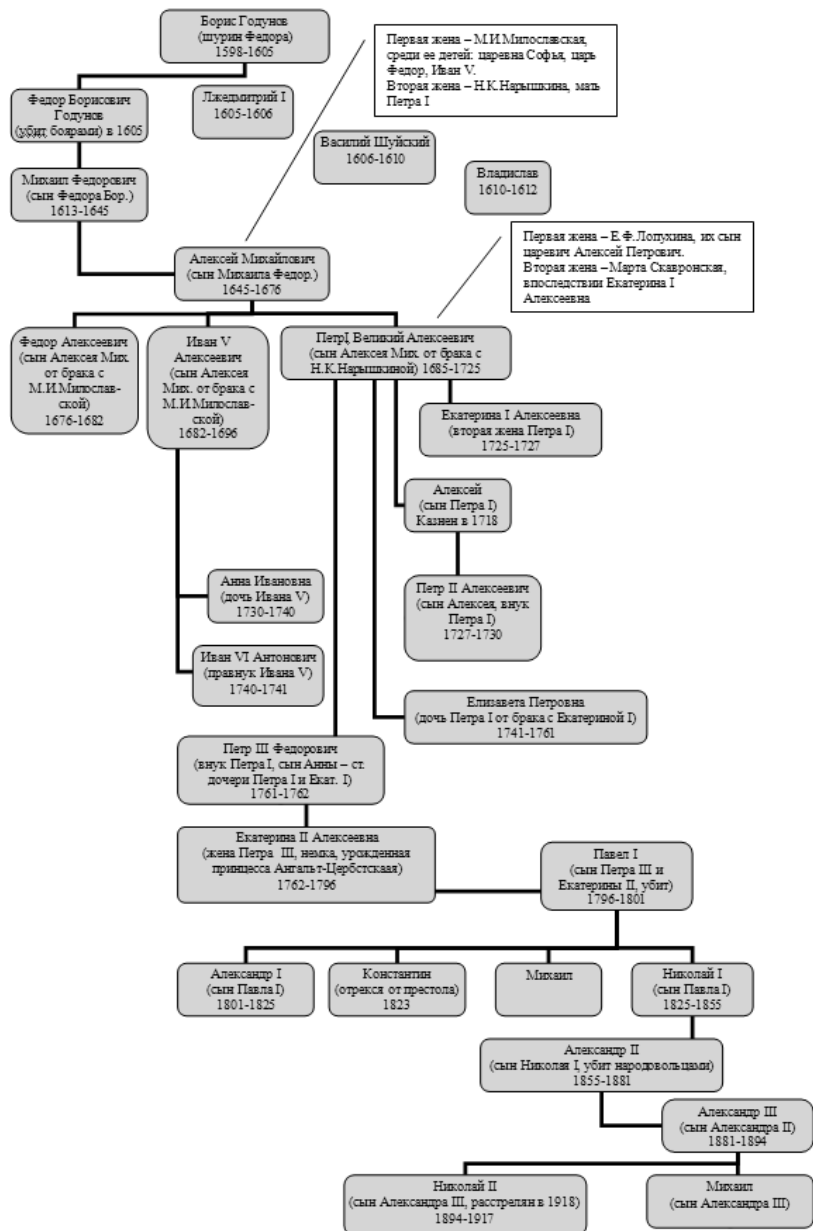 Борис Годунов
(шурин Федора)
1598-1605
Первая жена – М.И.Милославская,
среди ее детей: царевна Софья, царь
Федор, Иван V.
Вторая жена – Н.К.Нарышкина, мать
Петра I
Федор Борисович
Годунов
(убит боярами) в 1605
Лжедмитрий I
1605-1606
Василий Шуйский
1606-1610
Владислав
1610-1612
Михаил Федорович
(сын Федора Бор.)
1613-1645
Первая жена – Е.Ф.Лопухина, их сын
царевич Алексей Петрович.
Вторая жена – Марта Скавронская,
впоследствии Екатерина I
Алексеевна
Алексей Михайлович
(сын Михаила Федор.)
1645-1676
Федор Алексеевич
(сын Алексея Мих.
от брака с
М.И.Милослав-
ской)
1676-1682
Иван V
Алексеевич
(сын Алексея
Мих. от брака с
М.И.Милослав-
ской)
1682-1696
Петр I, Великий Алексеевич
(сын Алексея Мих. от брака с
Н.К.Нарышкиной) 1685-1725
Екатерина I Алексеевна
(вторая жена Петра I)
1725-1727
Алексей
(сын Петра I)
Казнен в 1718
Анна Ивановна
(дочь Ивана V)
1730-1740
Петр II Алексеевич
(сын Алексея, внук
Петра I)
1727-1730
Иван VI Антонович
(правнук Ивана V)
1740-1741
Елизавета Петровна
(дочь Петра I от брака с Екатериной I)
1741-1761
Петр III Федорович
(внук Петра I, сын Анны – ст.
дочери Петра I и Екат. I)
1761-1762
Екатерина II Алексеевна
(жена Петра III, немка, урожденная
принцесса Ангальт-Цербстскаая)
1762-1796
Павел I
(сын Петра III и
Екатерины II, убит)
1796-1801
Александр I
(сын Павла I)
1801-1825
Константин
(отрекся от престола)
1823
Михаил
Николай I
(сын Павла I)
1825-1855
Александр II
(сын Николая I, убит народовольцами)
1855-1881
Александр III
(сын Александра II)
1881-1894
Николай II
(сын Александра III, расстрелян в 1918)
1894-1917
Михаил
(сын Александра III)